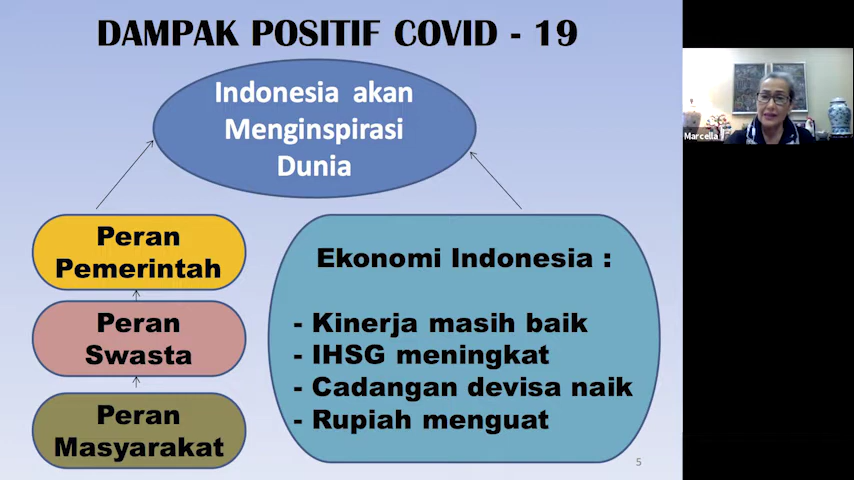 DAMPAK POSITIF COVID - 19
Indonesia akan
Menginspirasi
Dunia
Peran
Pemerintah
Peran
Swasta
Peran
Masyarakat
Ekonomi Indonesia :
- Kinerja masih baik
- IHSG meningkat
- Cadangan devisa naik
- Rupiah menguat
5
Marcella